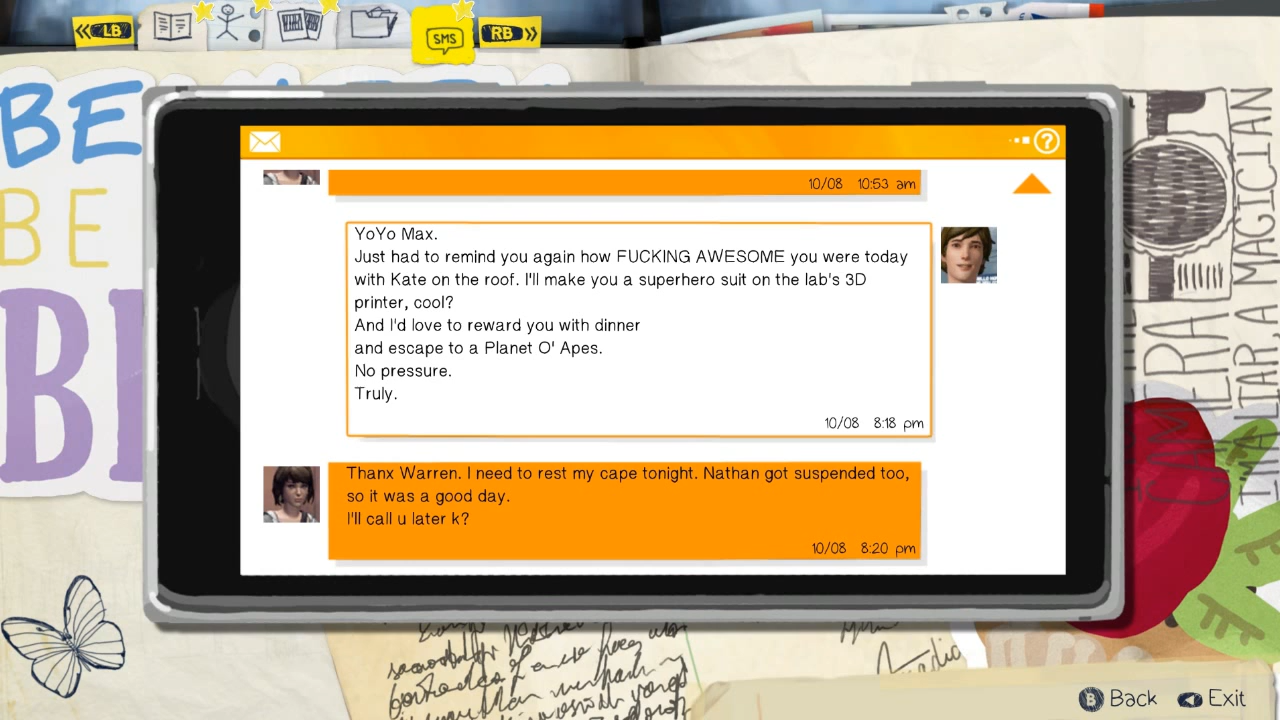 LB
SMS
RB
BE
BE
10/08 10:53 am
YoYo Max.
Just had to remind you again how FUCKING AWESOME you were today
with Kate on the roof. I'll make you a superhero suit on the lab's 3D
printer, cool?
And I'd love to reward you with dinner
and escape to a Planet O' Apes.
No pressure.
Truly.
10/08 8:18 pm
Thanx Warren. I need to rest my cape tonight. Nathan got suspended too,
so it was a good day.
I'll call u later k?
10/08 8:20 pm
CAMERA
MAGICIAN
B Back
Exit